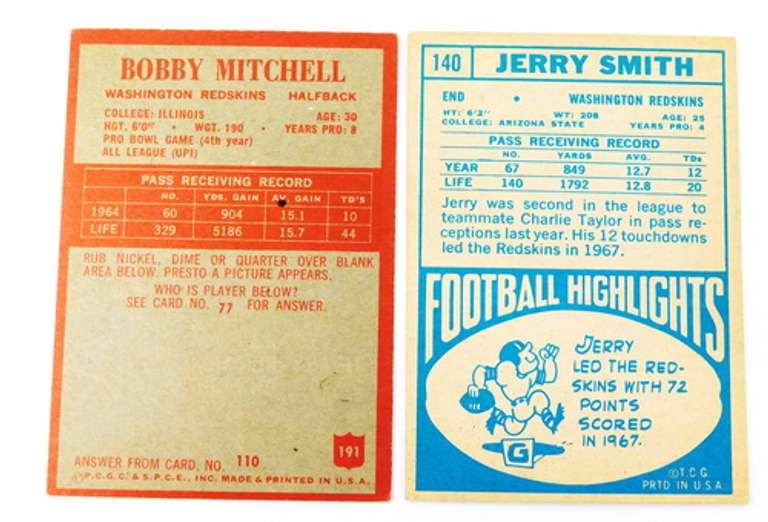 BOBBY MITCHELL
WASHINGTON REDSKINS HALFBACK
COLLEGE: ILLINOIS AGE: 30
HGT. 6'0" • WGT. 190 • YEARS PRO: 8
PRO BOWL GAME (4th year)
ALL LEAGUE (UPI)
PASS RECEIVING RECORD
NO. YDS. GAIN AV. GAIN TD'S
1964 60 904 15.1 10
LIFE 329 5186 15.7 44
RUB NICKEL, DIME OR QUARTER OVER BLANK
AREA BELOW. PRESTO A PICTURE APPEARS.
WHO IS PLAYER BELOW?
SEE CARD NO. 77 FOR ANSWER.
191
ANSWER FROM CARD, NO. 110
P.C.G.C. & S.P.C.E., INC. MADE & PRINTED IN U.S.A.
140 JERRY SMITH
END • WASHINGTON REDSKINS
HT: 6'2" WT: 208 AGE: 25
COLLEGE: ARIZONA STATE YEARS PRO: 4
PASS RECEIVING RECORD
NO. YARDS AVG. TDs
YEAR 67 849 12.7 12
LIFE 140 1792 12.8 20
Jerry was second in the league to
teammate Charlie Taylor in pass re-
ceptions last year. His 12 touchdowns
led the Redskins in 1967.
FOOTBALL HIGHLIGHTS
JERRY
LED THE RED-
SKINS WITH 72
POINTS
SCORED
IN 1967.
G
©T.C.G.
PRTD IN U.S.A.